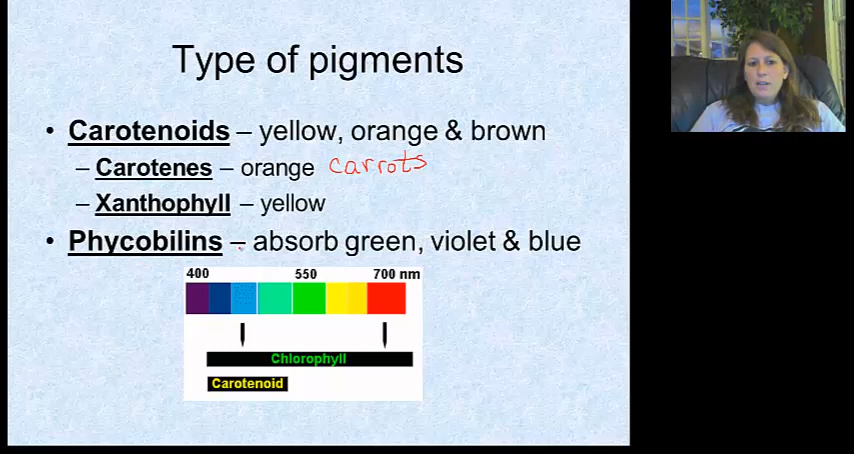 Type of pigments
• Carotenoids – yellow, orange & brown
– Carotenes – orange carrots
– Xanthophyll – yellow
• Phycobilins – absorb green, violet & blue
400 550 700 nm
Chlorophyll
Carotenoid